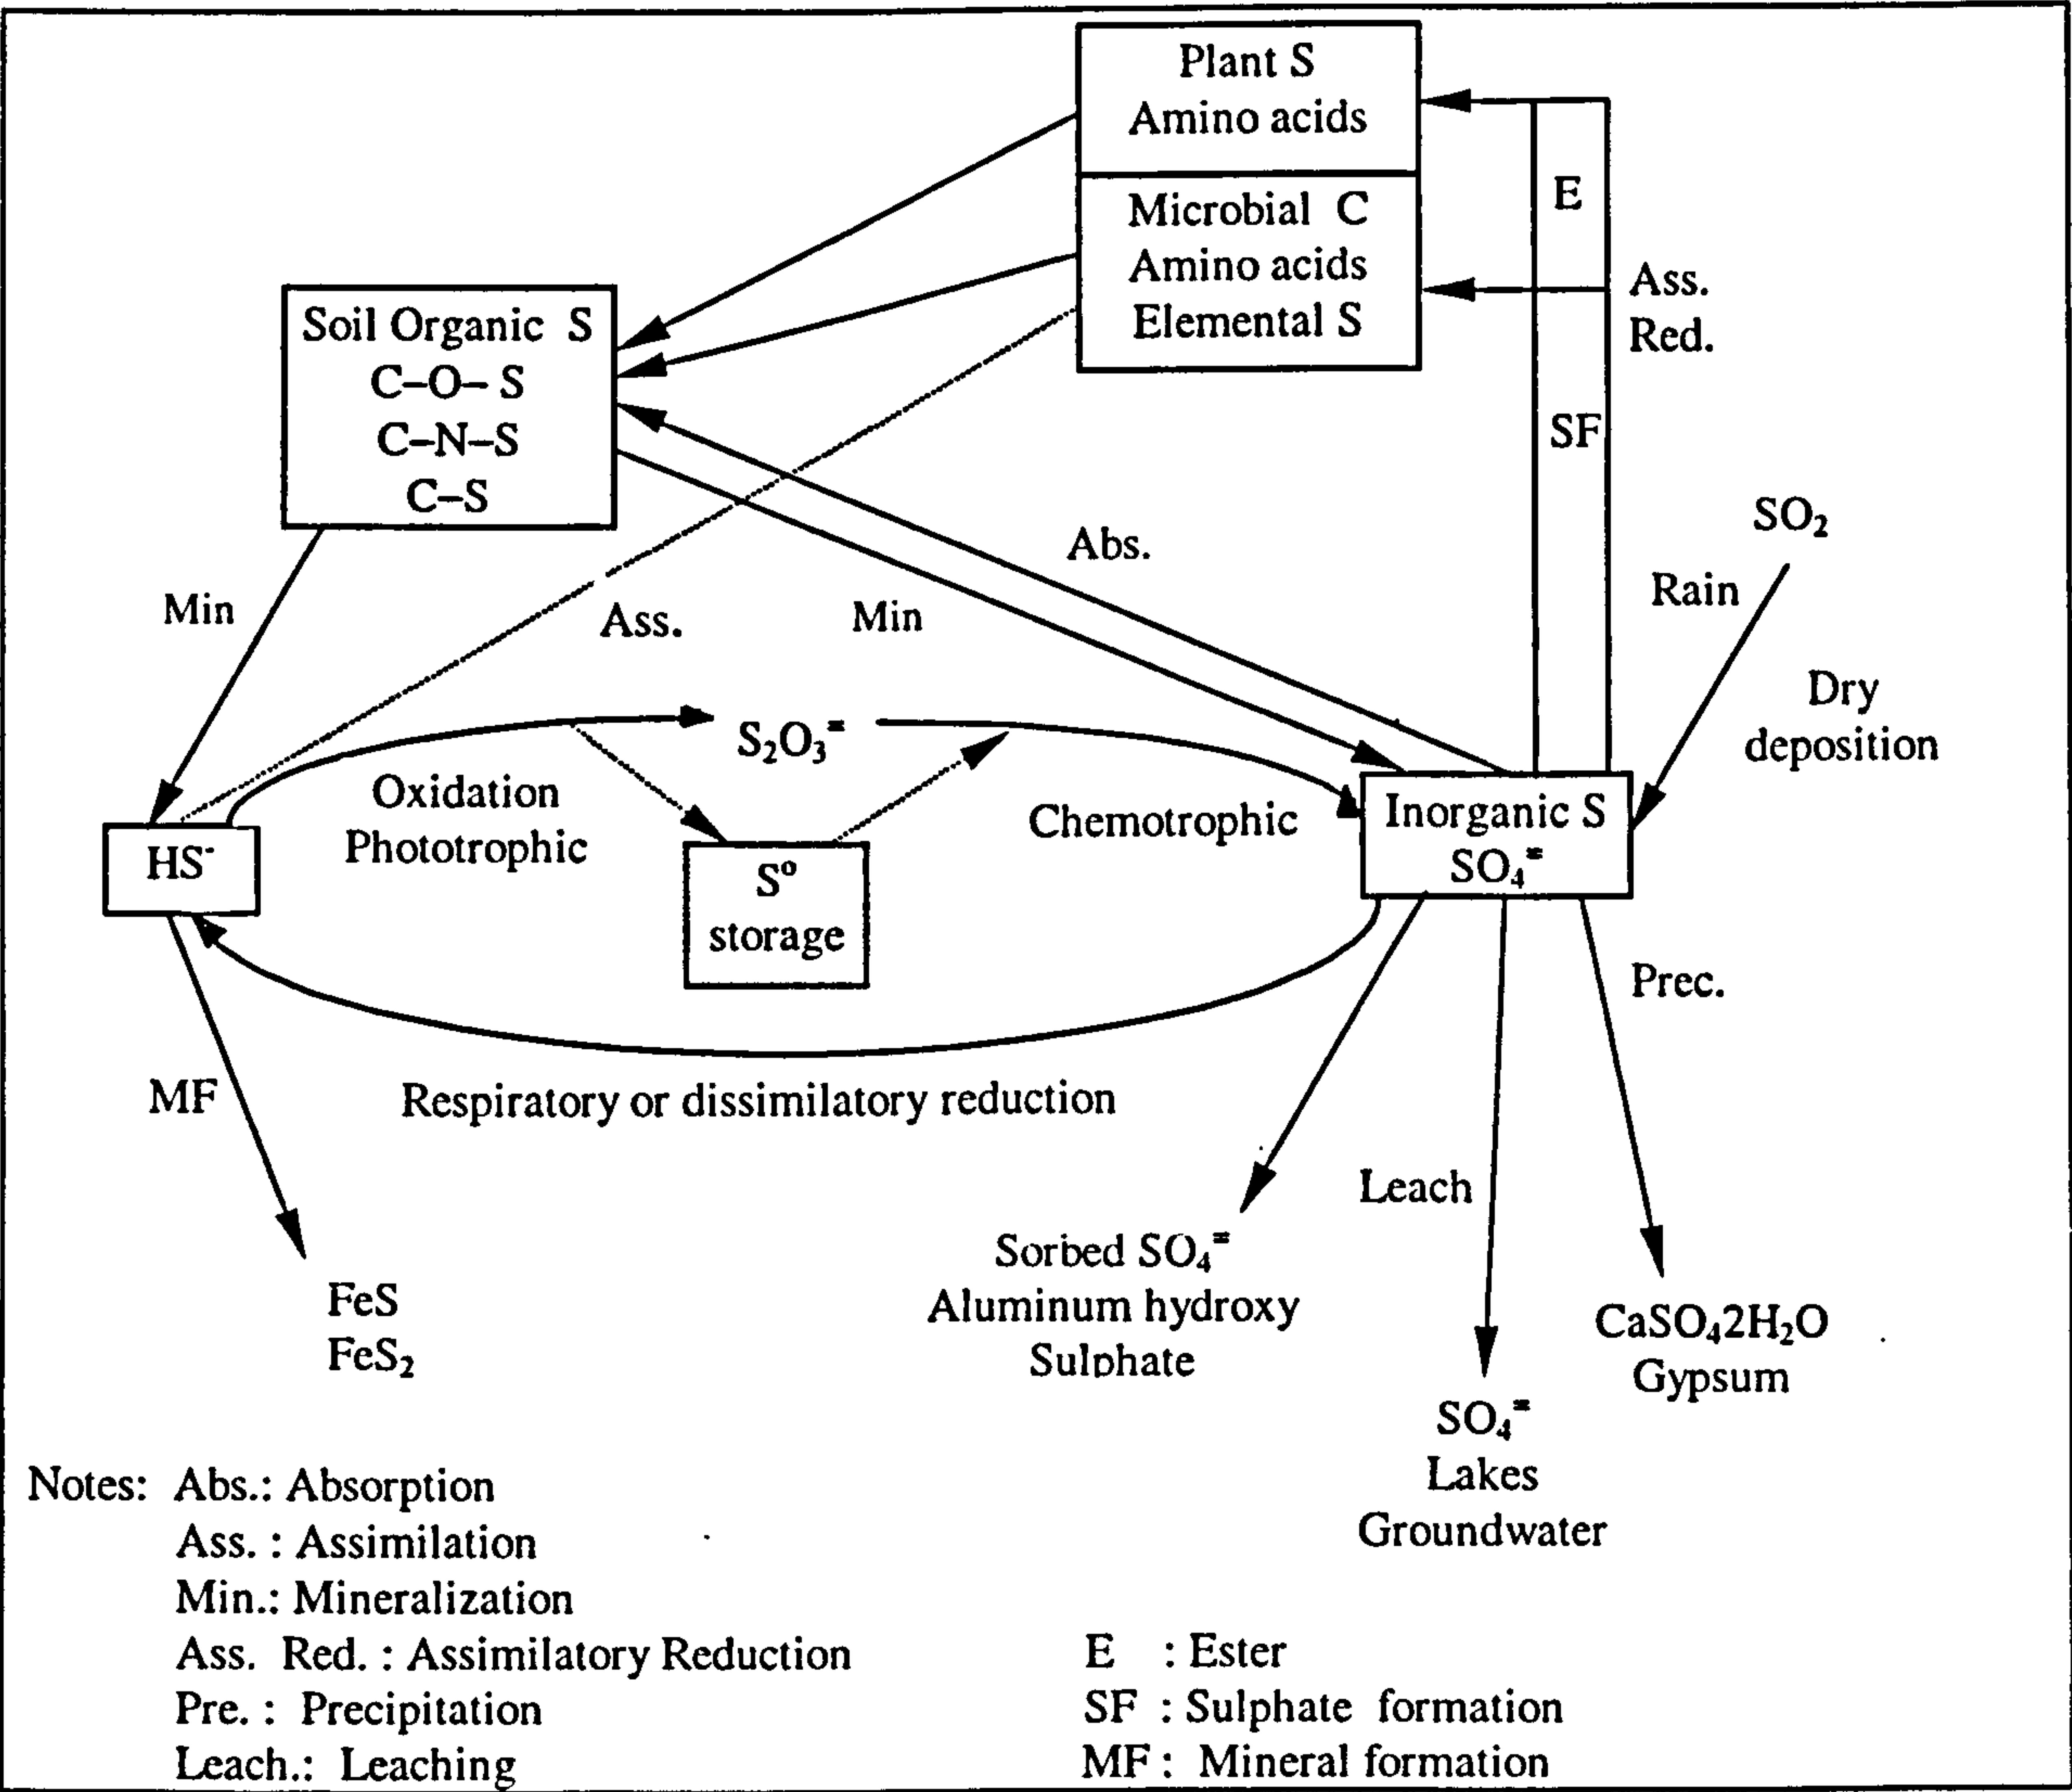 Plant S
Amino acids
Microbial C
Amino acids
Elemental S
E
Ass.
Red.
SF
Soil Organic S
C–O– S
C–N–S
C–S
SO₂
Rain
Dry
deposition
Abs.
Min
Ass.
Min
S₂O₃⁼
Oxidation
Phototrophic
Chemotrophic
Inorganic S
SO₄⁼
HS⁻
S⁰
storage
Prec.
MF
Respiratory or dissimilatory reduction
Leach
Sorbed SO₄⁼
Aluminum hydroxy
Sulphate
FeS
FeS₂
CaSO₄2H₂O
Gypsum
SO₄⁼
Lakes
Groundwater
Notes: Abs.: Absorption
Ass. : Assimilation
Min.: Mineralization
Ass. Red. : Assimilatory Reduction
Pre. : Precipitation
Leach.: Leaching
E : Ester
SF : Sulphate formation
MF : Mineral formation